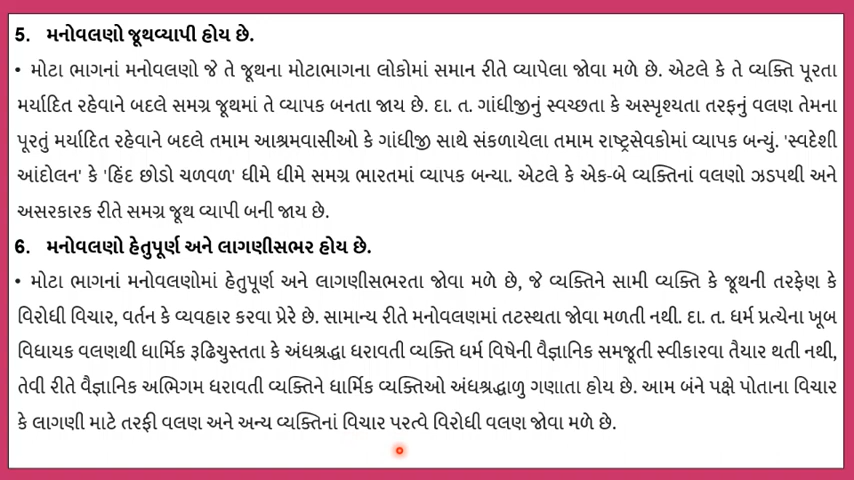 5. મનોવલણો જૂથવ્યાપી હોય છે.
• મોટા ભાગનાં મનોવલણો જે તે જૂથના મોટાભાગના લોકોમાં સમાન રીતે વ્યાપેલા જોવા મળે છે. એટલે કે તે વ્યક્તિ પૂરતા
મર્યાદિત રહેવાને બદલે સમગ્ર જૂથમાં તે વ્યાપક બનતા જાય છે. દા. ત. ગાંધીજીનું સ્વચ્છતા કે અસ્પૃશ્યતા તરફનું વલણ તેમના
પૂરતું મર્યાદિત રહેવાને બદલે તમામ આશ્રમવાસીઓ કે ગાંધીજી સાથે સંકળાયેલા તમામ રાષ્ટ્રસેવકોમાં વ્યાપક બન્યું. 'સ્વદેશી
આંદોલન' કે 'હિંદ છોડો ચળવળ' ધીમે ધીમે સમગ્ર ભારતમાં વ્યાપક બન્યા. એટલે કે એક-બે વ્યક્તિનાં વલણો ઝડપથી અને
અસરકારક રીતે સમગ્ર જૂથ વ્યાપી બની જાય છે.
6. મનોવલણો હેતુપૂર્ણ અને લાગણીસભર હોય છે.
• મોટા ભાગનાં મનોવલણોમાં હેતુપૂર્ણ અને લાગણીસભરતા જોવા મળે છે, જે વ્યક્તિને સામી વ્યક્તિ કે જૂથની તરફેણ કે
વિરોધી વિચાર, વર્તન કે વ્યવહાર કરવા પ્રેરે છે. સામાન્ય રીતે મનોવલણમાં તટસ્થતા જોવા મળતી નથી. દા. ત. ધર્મ પ્રત્યેના ખૂબ
વિધાયક વલણથી ધાર્મિક રૂઢિચુસ્તતા કે અંધશ્રદ્ધા ધરાવતી વ્યક્તિ ધર્મ વિષેની વૈજ્ઞાનિક સમજૂતી સ્વીકારવા તૈયાર થતી નથી,
તેવી રીતે વૈજ્ઞાનિક અભિગમ ધરાવતી વ્યક્તિને ધાર્મિક વ્યક્તિઓ અંધશ્રદ્ધાળુ ગણાતા હોય છે. આમ બંને પક્ષે પોતાના વિચાર
કે લાગણી માટે તરફી વલણ અને અન્ય વ્યક્તિનાં વિચાર પરત્વે વિરોધી વલણ જોવા મળે છે.